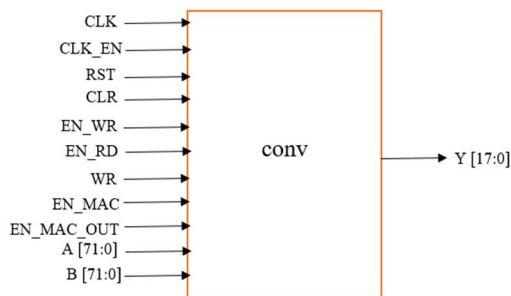 CLK
CLK_EN
RST
CLR
EN_WR
EN_RD
WR
EN_MAC
EN_MAC_OUT
A [71:0]
B [71:0]
conv
Y [17:0]